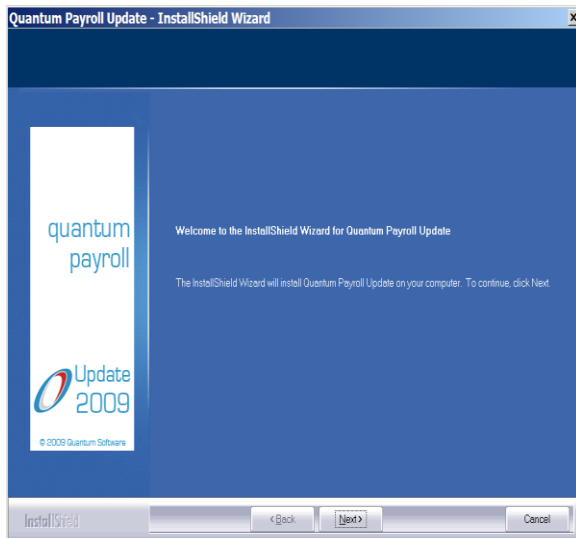 Quantum Payroll Update - InstallShield Wizard
x
quantum
payroll
Welcome to the InstallShield Wizard for Quantum Payroll Update
The InstallShield Wizard will install Quantum Payroll Update on your computer. To continue, click Next.
Update
2009
© 2009 Quantum Software
InstallShield
< Back
Next >
Cancel